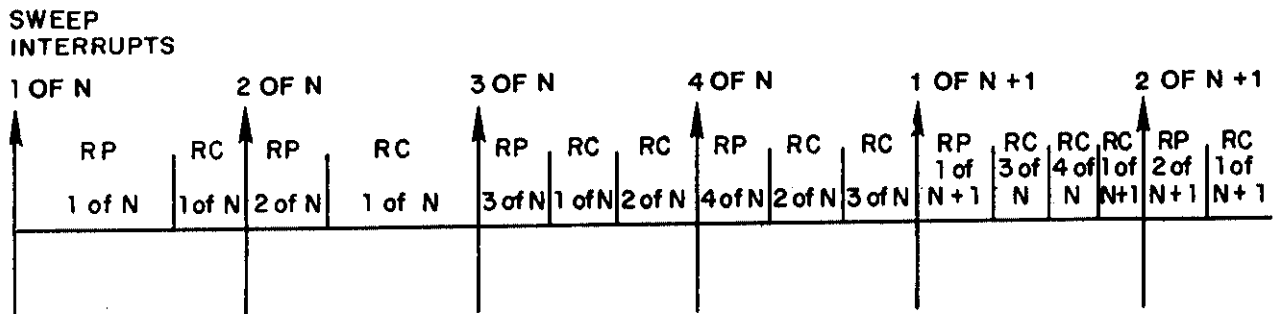 SWEEP
INTERRUPTS
1 OF N 2 OF N 3 OF N 4 OF N 1 OF N +1 2 OF N +1
RP RC RP RC RP RC RC RP RC RC RP RC RC RC RP RC
1 of 3 of 4 of 1 of 2 of 1 of
1 of N 1 of N 2 of N 1 of N 3 of N 1 of N 2 of N 4 of N 2 of N 3 of N N + 1 N N N+1 N + 1 N + 1